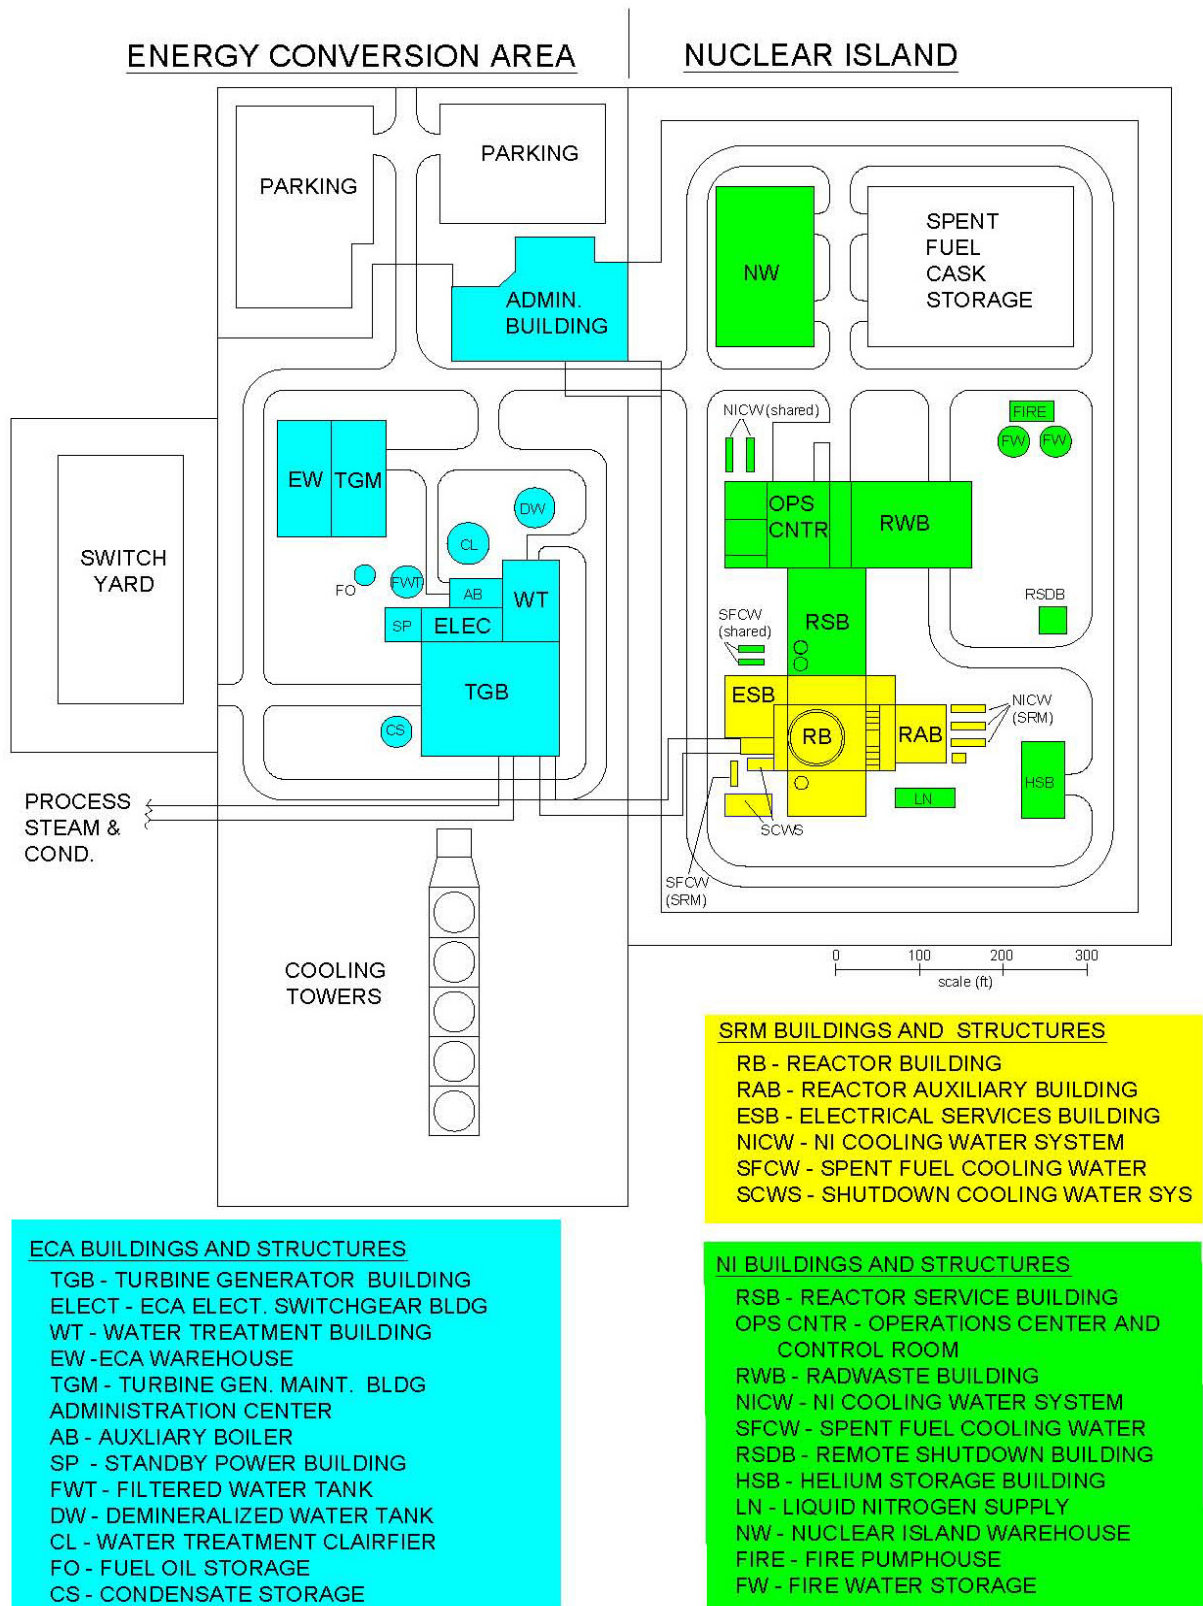 ENERGY CONVERSION AREA
NUCLEAR ISLAND
PARKING
PARKING
ADMIN.
BUILDING
NW
SPENT
FUEL
CASK
STORAGE
NICW(shared)
FIRE
FW
FW
EW
TGM
DW
CL
OPS
CNTR
RWB
SWITCH
YARD
FO
FWT
AB
WT
SP
ELEC
TGB
CS
SFCW
(shared)
RSB
RSDB
ESB
RB
RAB
NICW
(SRM)
HSB
LN
SCWS
SFCW
(SRM)
PROCESS
STEAM &
COND.
COOLING
TOWERS
0 100 200 300
scale (ft)
SRM BUILDINGS AND STRUCTURES
RB - REACTOR BUILDING
RAB - REACTOR AUXILIARY BUILDING
ESB - ELECTRICAL SERVICES BUILDING
NICW - NI COOLING WATER SYSTEM
SFCW - SPENT FUEL COOLING WATER
SCWS - SHUTDOWN COOLING WATER SYS
ECA BUILDINGS AND STRUCTURES
TGB - TURBINE GENERATOR BUILDING
ELECT - ECA ELECT. SWITCHGEAR BLDG
WT - WATER TREATMENT BUILDING
EW -ECA WAREHOUSE
TGM - TURBINE GEN. MAINT. BLDG
ADMINISTRATION CENTER
AB - AUXLIARY BOILER
SP - STANDBY POWER BUILDING
FWT - FILTERED WATER TANK
DW - DEMINERALIZED WATER TANK
CL - WATER TREATMENT CLAIRFIER
FO - FUEL OIL STORAGE
CS - CONDENSATE STORAGE
NI BUILDINGS AND STRUCTURES
RSB - REACTOR SERVICE BUILDING
OPS CNTR - OPERATIONS CENTER AND
CONTROL ROOM
RWB - RADWASTE BUILDING
NICW - NI COOLING WATER SYSTEM
SFCW - SPENT FUEL COOLING WATER
RSDB - REMOTE SHUTDOWN BUILDING
HSB - HELIUM STORAGE BUILDING
LN - LIQUID NITROGEN SUPPLY
NW - NUCLEAR ISLAND WAREHOUSE
FIRE - FIRE PUMPHOUSE
FW - FIRE WATER STORAGE